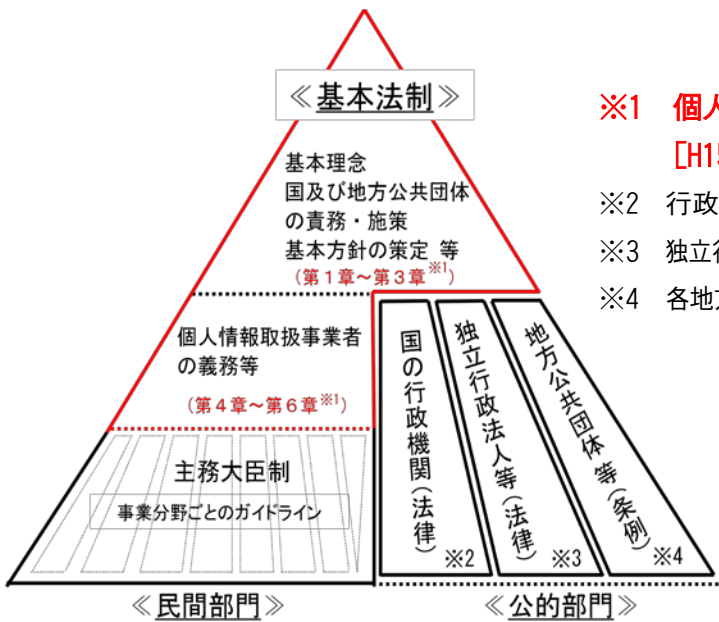 ≪基本法制≫
基本理念
国及び地方公共団体
の責務・施策
基本方針の策定 等
(第1章～第3章※1)
個人情報取扱事業者
の義務等
(第4章～第6章※1)
主務大臣制
事業分野ごとのガイドライン
国の行政機関(法律)
※2
独立行政法人等(法律)
※3
地方公共団体等(条例)
※4
≪民間部門≫
≪公的部門≫
※1 個人
[H15
※2 行政
※3 独立行
※4 各地方